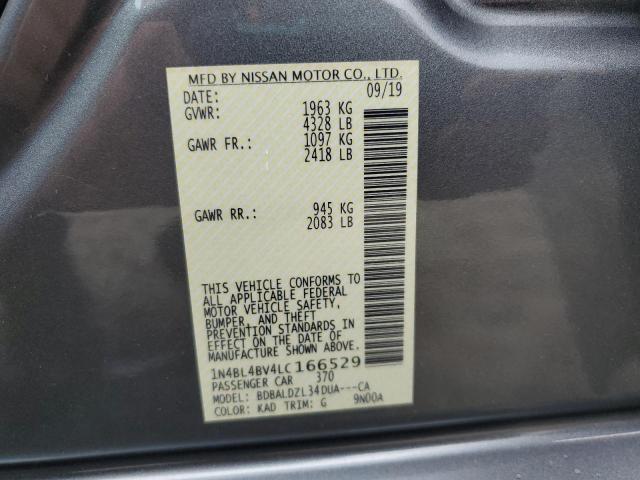 MFD BY NISSAN MOTOR CO., LTD.
DATE: 09/19
GVWR: 1963 KG
4328 LB
GAWR FR.: 1097 KG
2418 LB
GAWR RR.: 945 KG
2083 LB
THIS VEHICLE CONFORMS TO
ALL APPLICABLE FEDERAL
MOTOR VEHICLE SAFETY,
BUMPER, AND THEFT
PREVENTION STANDARDS IN
EFFECT ON THE DATE OF
MANUFACTURE SHOWN ABOVE.
1N4BL4BV4LC166529
PASSENGER CAR 370
MODEL: BDBALDZL34DUA---CA
COLOR: KAD TRIM: G 9N00A